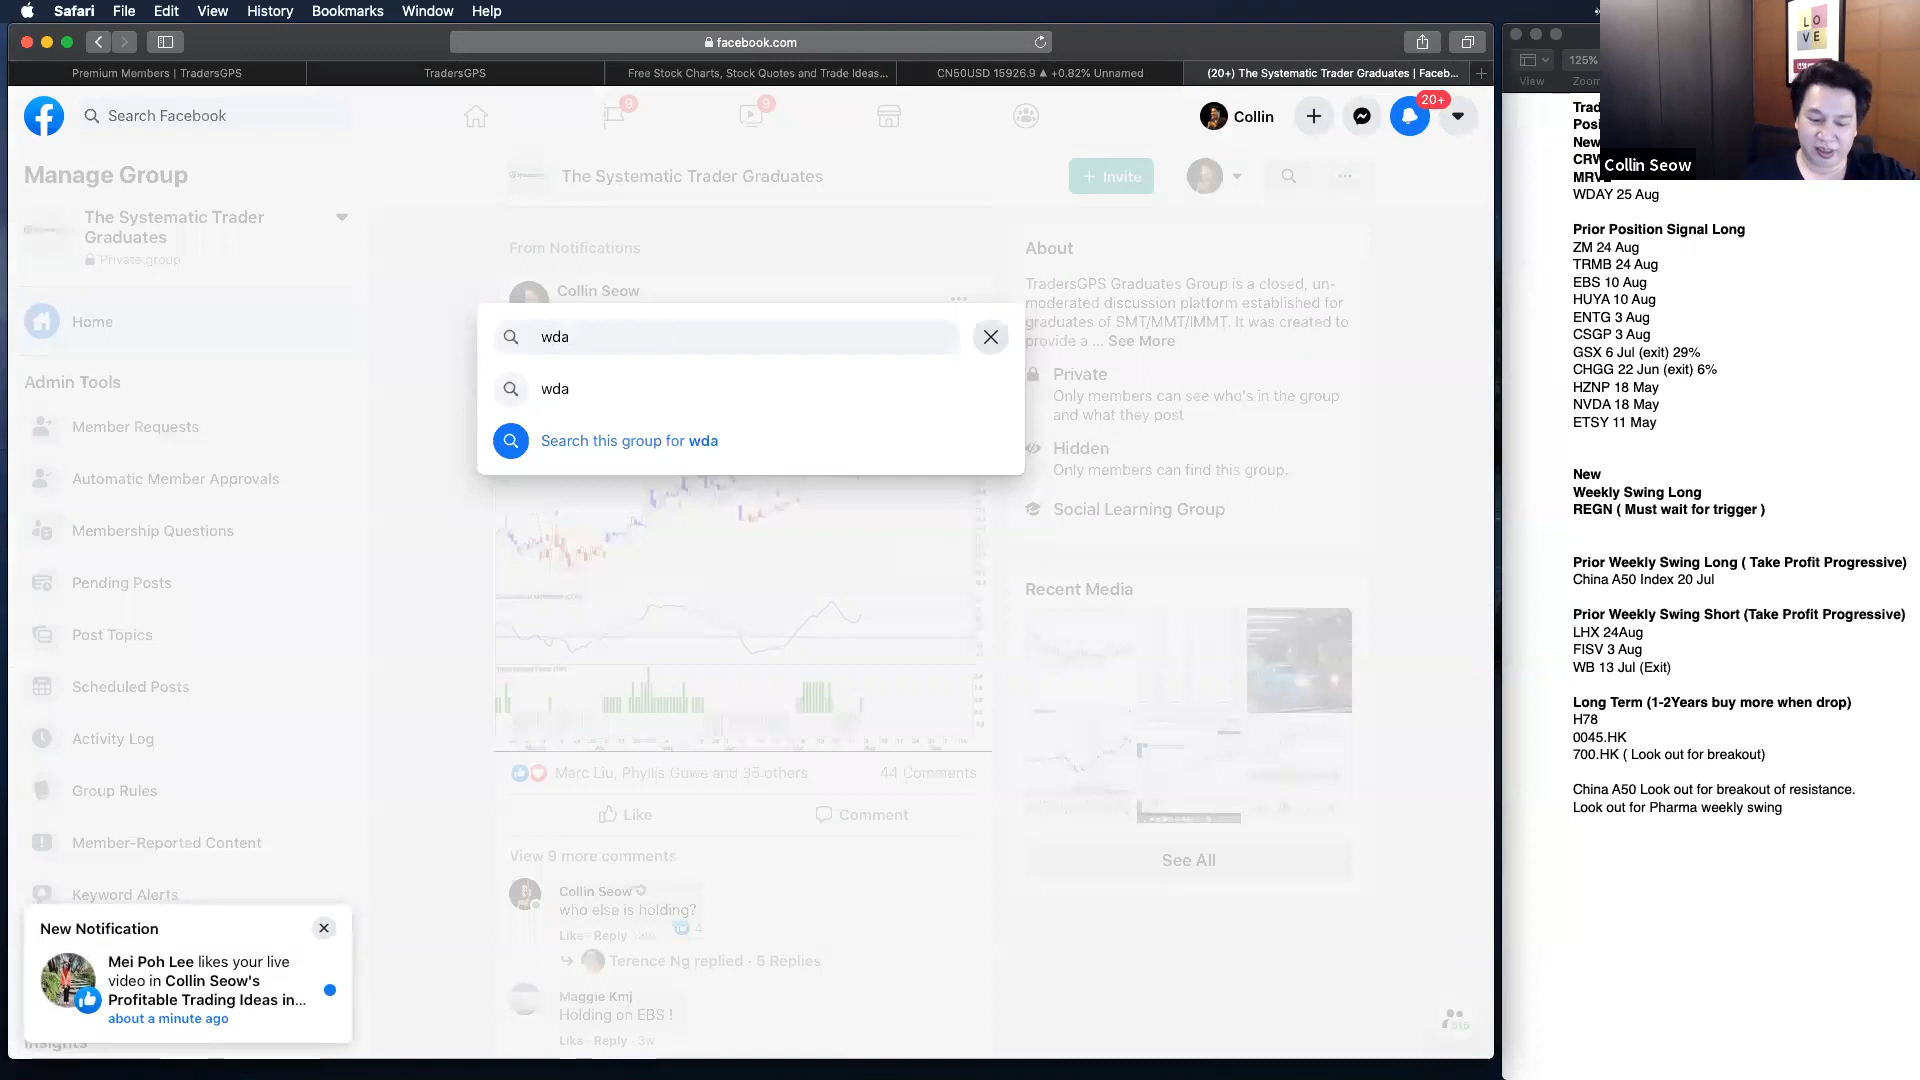 Safari File Edit View History Bookmarks Window Help
facebook.com
Premium Members | TradersGPS
TradersGPS
Free Stock Charts, Stock Quotes and Trade Ideas...
CN50USD 15926.9 ▲ +0.82% Unnamed
(20+) The Systematic Trader Graduates | Faceb...
Search Facebook
9
9
Collin
20+
Manage Group
The Systematic Trader
Graduates
Private group
Home
Admin Tools
Member Requests
Automatic Member Approvals
Membership Questions
Pending Posts
Post Topics
Scheduled Posts
Activity Log
Group Rules
Member-Reported Content
Keyword Alerts
New Notification
Mei Poh Lee likes your live
video in Collin Seow's
Profitable Trading Ideas in...
about a minute ago
Insights
The Systematic Trader Graduates
+ Invite
From Notifications
Collin Seow
wda
wda
Search this group for wda
Marc Liu, Phyllis Guwe and 35 others
44 Comments
Like
Comment
View 9 more comments
Collin Seow
who else is holding?
Like · Reply
4
Terence Ng replied · 5 Replies
Maggie Kmj
Holding on EBS !
Like · Reply · 3w
About
TradersGPS Graduates Group is a closed, un-
moderated discussion platform established for
graduates of SMT/MMT/IMMT. It was created to
provide a ... See More
Private
Only members can see who's in the group
and what they post
Hidden
Only members can find this group.
Social Learning Group
Recent Media
See All
515
View
125%
Zoom
LOVE
Collin Seow
Trad
Posi
New
CRW
MRV
WDAY 25 Aug
Prior Position Signal Long
ZM 24 Aug
TRMB 24 Aug
EBS 10 Aug
HUYA 10 Aug
ENTG 3 Aug
CSGP 3 Aug
GSX 6 Jul (exit) 29%
CHGG 22 Jun (exit) 6%
HZNP 18 May
NVDA 18 May
ETSY 11 May
New
Weekly Swing Long
REGN ( Must wait for trigger )
Prior Weekly Swing Long ( Take Profit Progressive)
China A50 Index 20 Jul
Prior Weekly Swing Short (Take Profit Progressive)
LHX 24Aug
FISV 3 Aug
WB 13 Jul (Exit)
Long Term (1-2Years buy more when drop)
H78
0045.HK
700.HK ( Look out for breakout)
China A50 Look out for breakout of resistance.
Look out for Pharma weekly swing